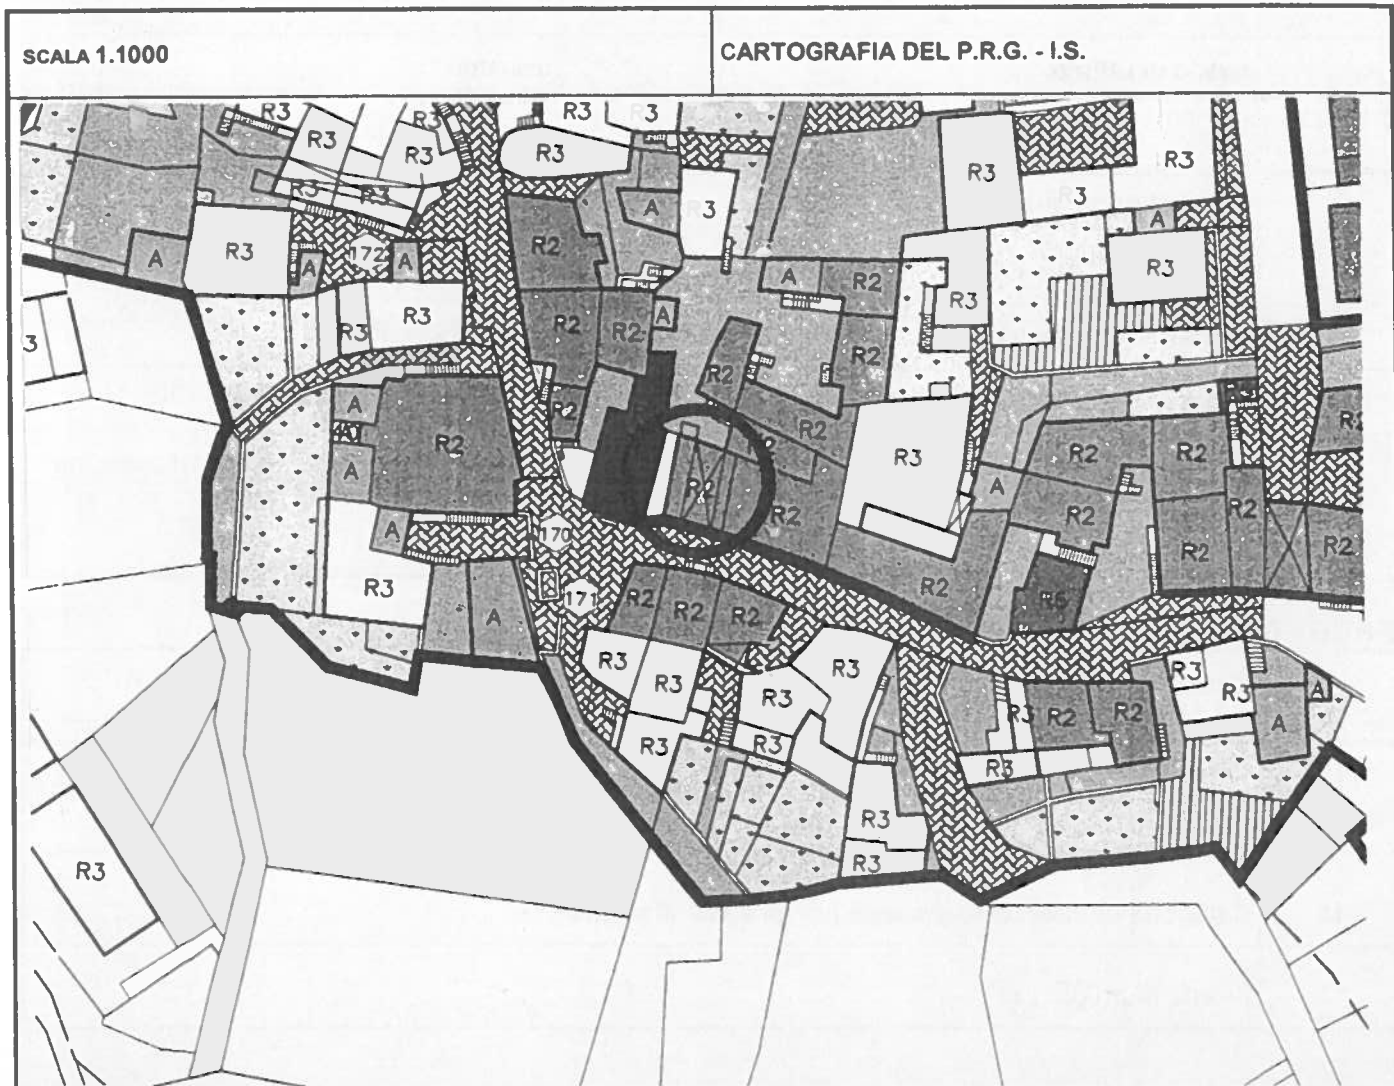 SCALA 1.1000
CARTOGRAFIA DEL P.R.G. - I.S.
R3 R3 R3 R3
R3 R3 R3 R3 R3
R3 R3 3
A R3
A R2 A
R3 172 R3
A A A A R2
R3 R3
A
R3 R3 R2 R2 R2
3 R2
A R2 R2
A R2 R2 R3 R2 R2
A R2 A
R2 R2 R2
A 170 R2 R2
R3 171 R2 R2 R2 R2
A
R3 R3 R3
R3 R3 R3 A
R3 R2 R2 A
R3 R3 R3
R3
R3
R3